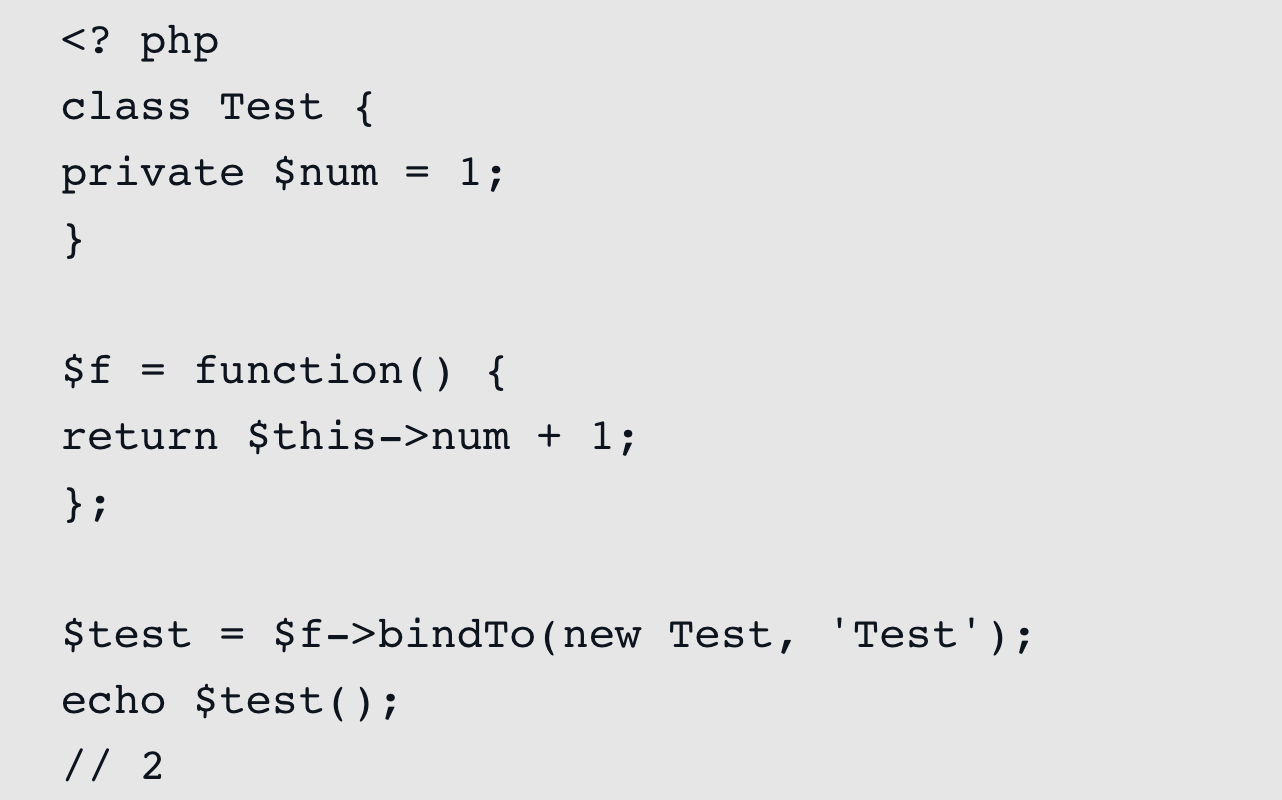 <? php
class Test {
private $num = 1;
}
$f = function() {
return $this->num + 1;
};
$test = $f->bindTo(new Test, 'Test');
echo $test();
// 2